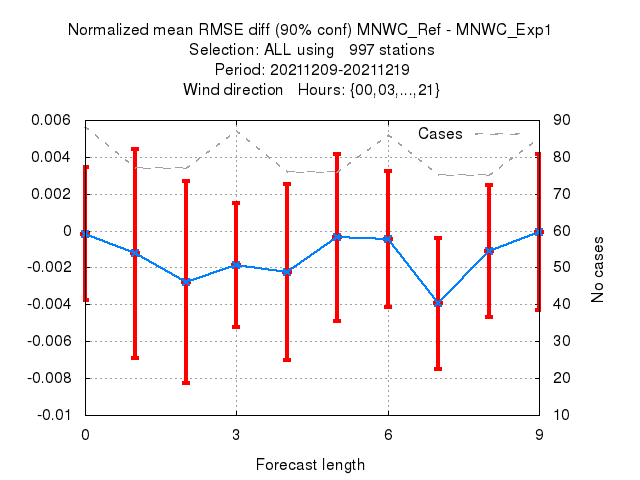 Normalized mean RMSE diff (90% conf) MNWC_Ref - MNWC_Exp1
Selection: ALL using   997 stations
Period: 20211209-20211219
Wind direction   Hours: {00,03,...,21}
0.006
0.004
0.002
0
-0.002
-0.004
-0.006
-0.008
-0.01
Cases
90
80
70
60
50
40
30
20
10
No cases
0 3 6 9
Forecast length